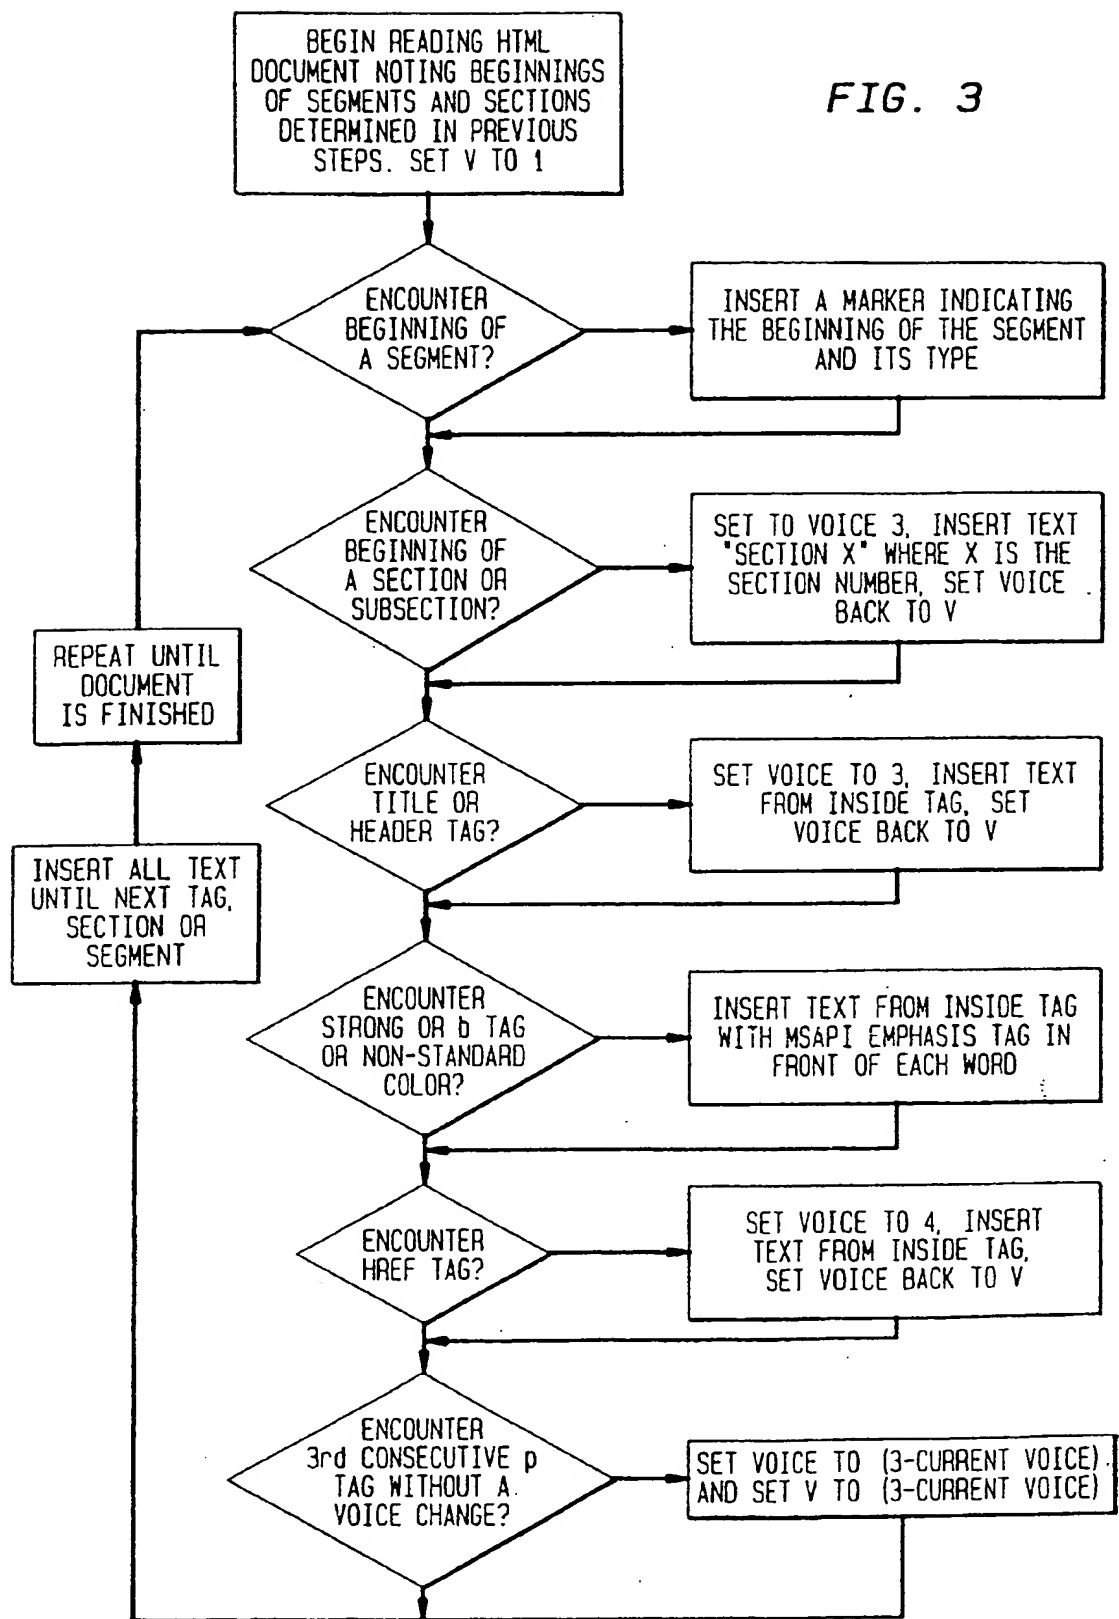 BEGIN READING HTML
DOCUMENT NOTING BEGINNINGS
OF SEGMENTS AND SECTIONS
DETERMINED IN PREVIOUS
STEPS. SET V TO 1
FIG. 3
ENCOUNTER
BEGINNING OF
A SEGMENT?
INSERT A MARKER INDICATING
THE BEGINNING OF THE SEGMENT
AND ITS TYPE
ENCOUNTER
BEGINNING OF
A SECTION OR
SUBSECTION?
SET TO VOICE 3, INSERT TEXT
"SECTION X" WHERE X IS THE
SECTION NUMBER, SET VOICE
BACK TO V
REPEAT UNTIL
DOCUMENT
IS FINISHED
ENCOUNTER
TITLE OR
HEADER TAG?
SET VOICE TO 3, INSERT TEXT
FROM INSIDE TAG, SET
VOICE BACK TO V
INSERT ALL TEXT
UNTIL NEXT TAG,
SECTION OR
SEGMENT
ENCOUNTER
STRONG OR b TAG
OR NON-STANDARD
COLOR?
INSERT TEXT FROM INSIDE TAG
WITH MSAPI EMPHASIS TAG IN
FRONT OF EACH WORD
ENCOUNTER
HREF TAG?
SET VOICE TO 4, INSERT
TEXT FROM INSIDE TAG,
SET VOICE BACK TO V
ENCOUNTER
3rd CONSECUTIVE p
TAG WITHOUT A
VOICE CHANGE?
SET VOICE TO (3-CURRENT VOICE)
AND SET V TO (3-CURRENT VOICE)